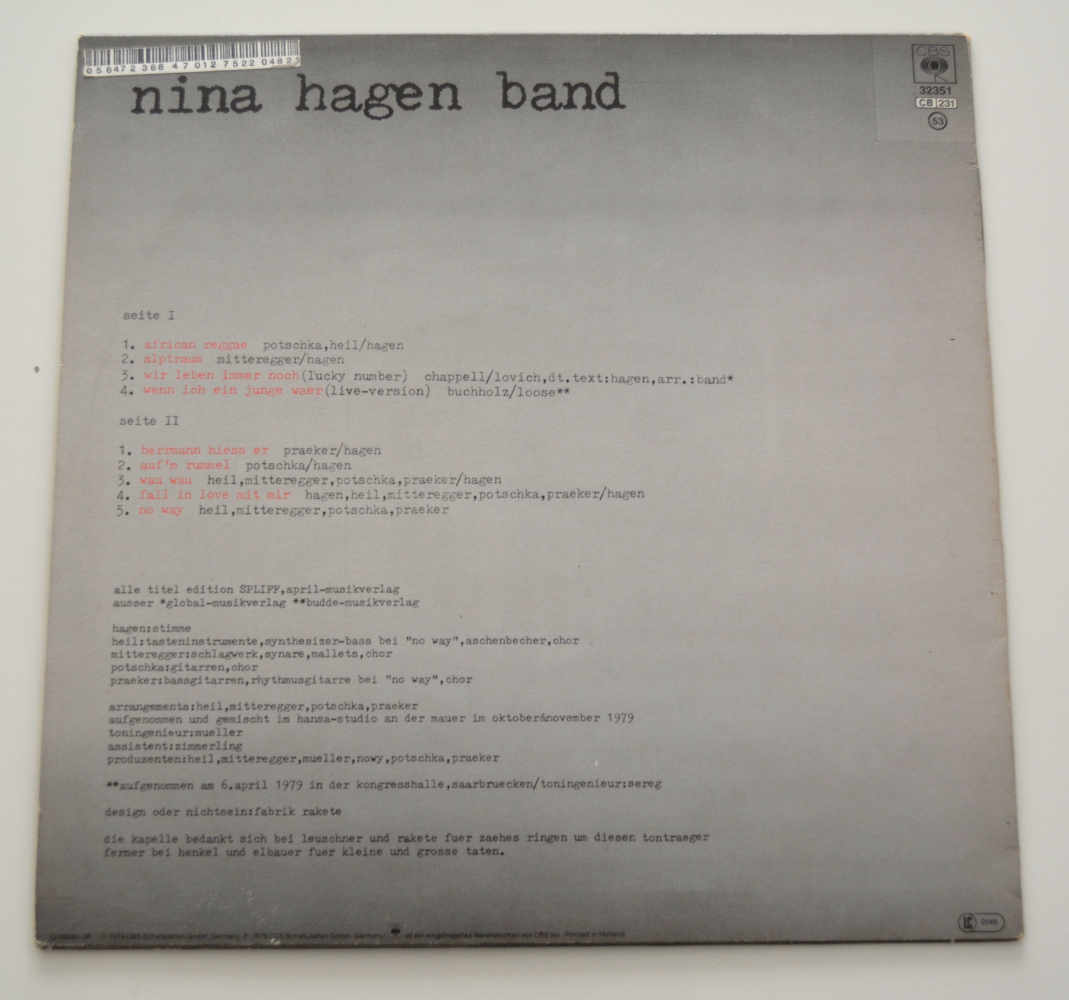 056472 368 47 012 7522 04823
nina hagen band
CBS
32351
CB 231
53
seite I
1. african reggae potschka,heil/hagen
2. alptraum mitteregger/hagen
3. wir leben immer noch(lucky number) chappell/lovich,dt.text:hagen,arr.:band*
4. wenn ich ein junge waer(live-version) buchholz/loose**
seite II
1. herrmann hiess er praeker/hagen
2. auf'm rummel potschka/hagen
3. wau wau heil,mitteregger,potschka,praeker/hagen
4. fall in love mit mir hagen,heil,mitteregger,potschka,praeker/hagen
5. no way heil,mitteregger,potschka,praeker
alle titel edition SPLIFF,april-musikverlag
ausser *global-musikverlag **budde-musikverlag
hagen:stimme
heil:tasteninstrumente,synthesizer-bass bei "no way",aschenbecher,chor
mitteregger:schlagwerk,synare,mallets,chor
potschka:gitarren,chor
praeker:bassgitarren,rhythmusgitarre bei "no way",chor
arrangements:heil,mitteregger,potschka,praeker
aufgenommen und gemischt im hansa-studio an der mauer im oktober&november 1979
toningenieur:mueller
assistent:zimmerling
produzenten:heil,mitteregger,mueller,nowy,potschka,praeker
**aufgenommen am 6.april 1979 in der kongresshalle,saarbruecken/toningenieur:sereg
design oder nichtsein:fabrik rakete
die kapelle bedankt sich bei leuschner und rakete fuer zaehes ringen um diesen tontraeger
ferner bei henkel und elbauer fuer kleine und grosse taten.